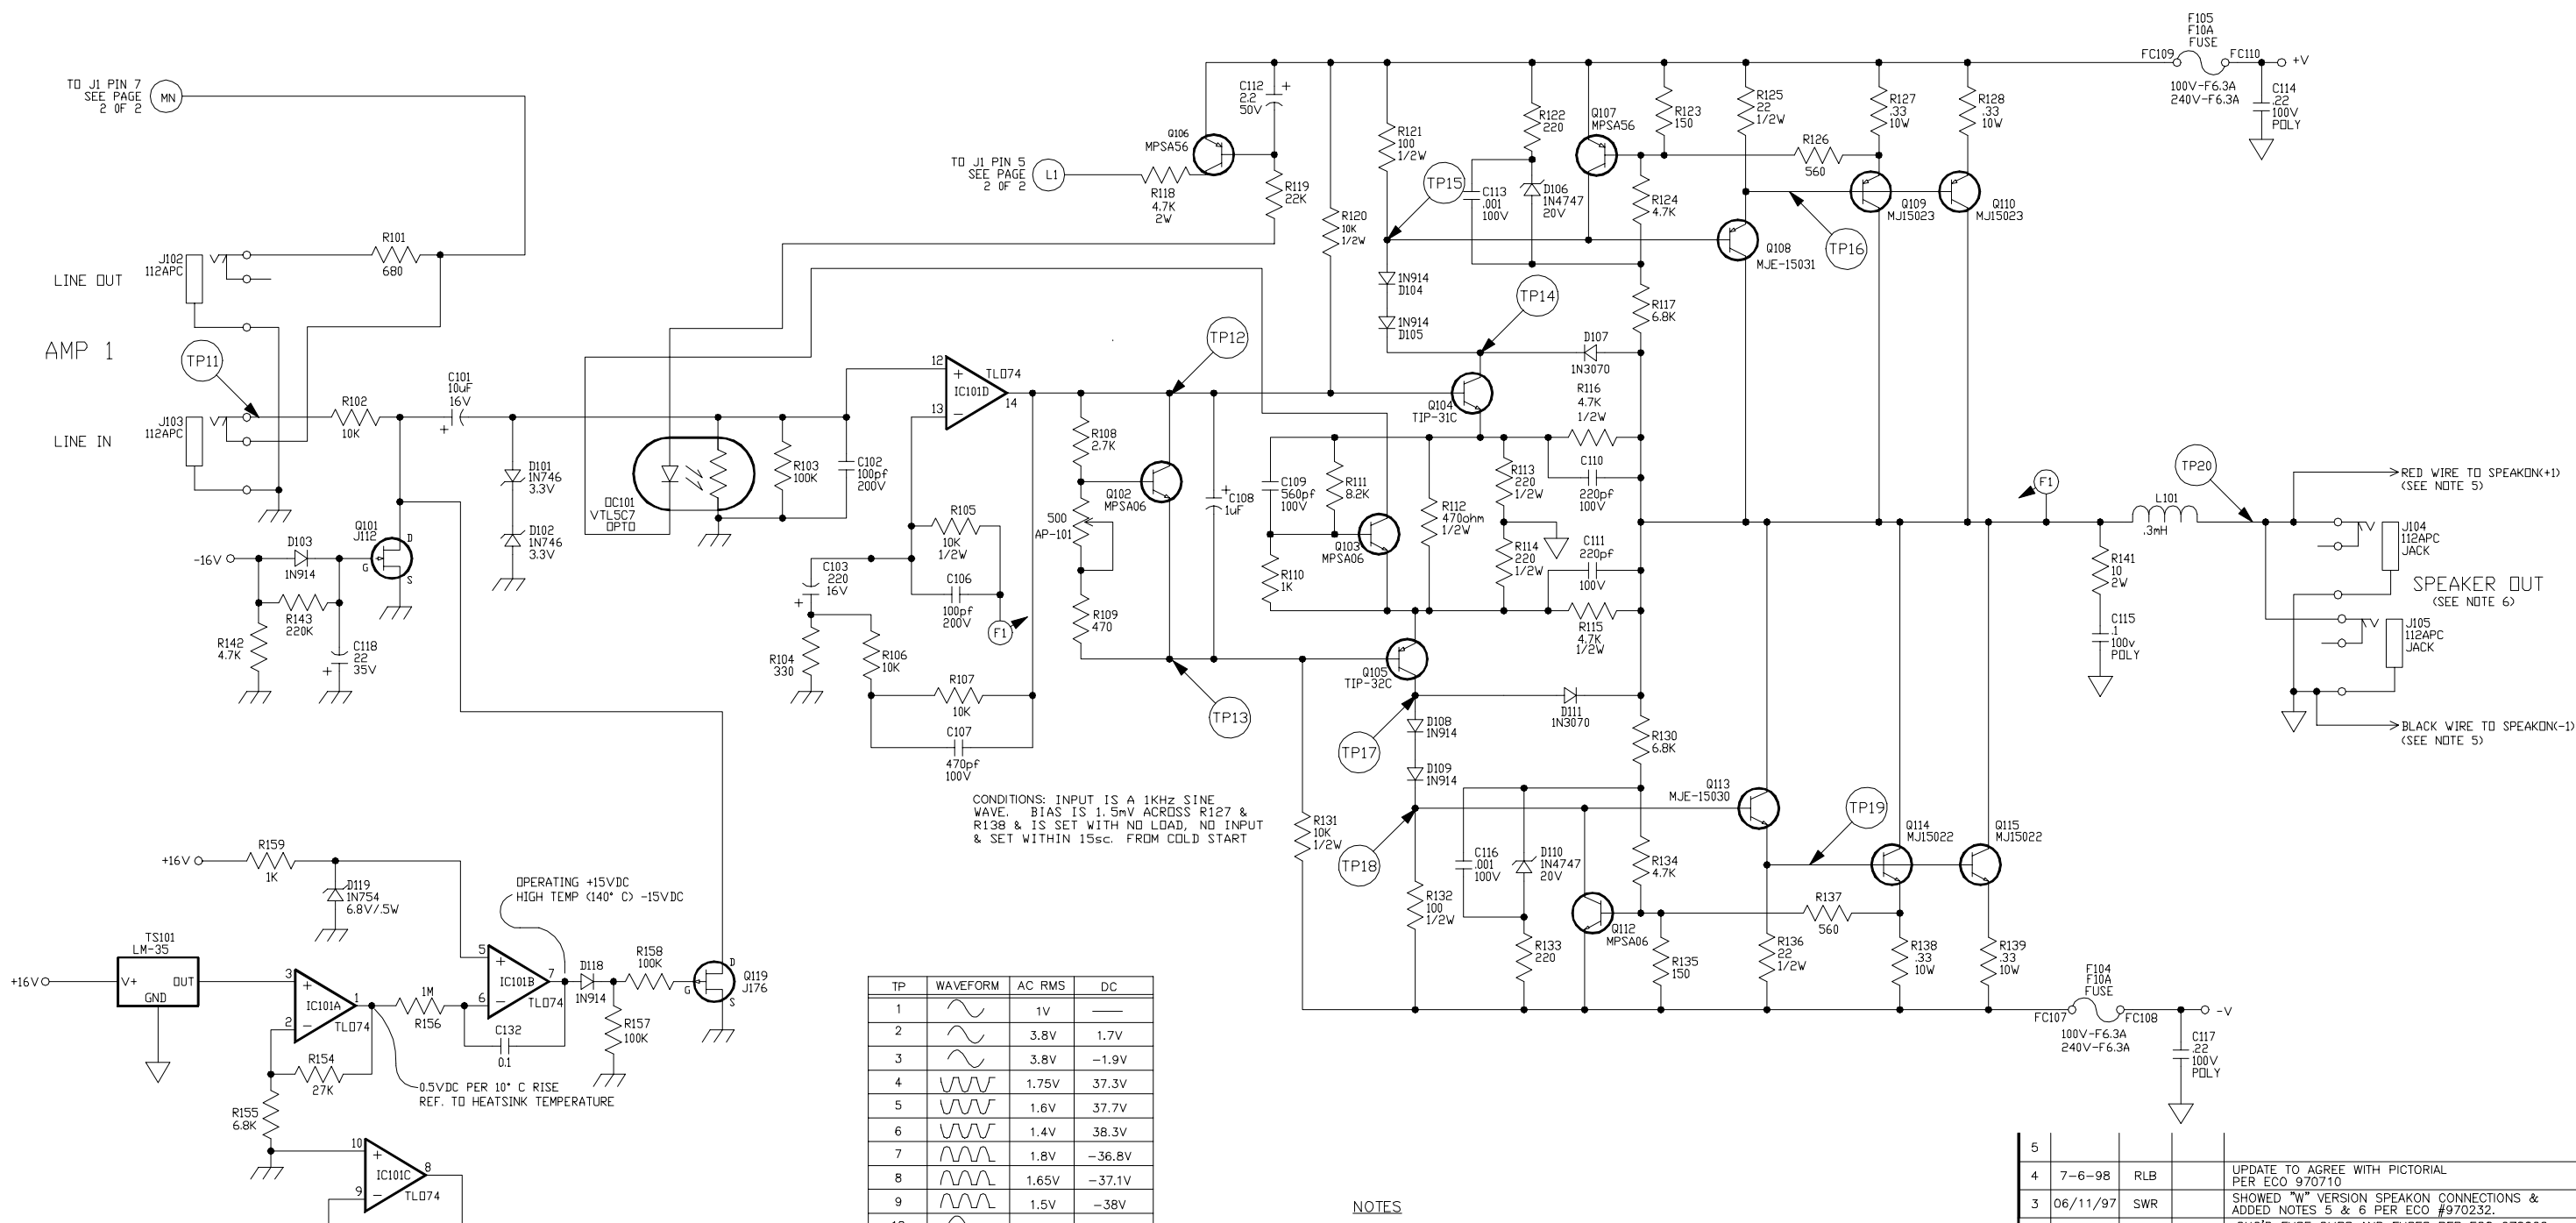 TO J1 PIN 7
SEE PAGE
2 OF 2
MN
LINE OUT
J102
112APC
R101
680
AMP 1
TP11
LINE IN
J103
112APC
R102
10K
C101
10uF
16V
+
D101
1N746
3.3V
D102
1N746
3.3V
-16V
D103
1N914
Q101
J112
D
G
S
R143
220K
R142
4.7K
C118
22
35V
+
OC101
VTL5C7
OPTO
R103
100K
C102
100pf
200V
12
+
TL074
IC101D
13
-
14
R105
10K
1/2W
C103
220
16V
+
C106
100pf
200V
F1
R104
330
R106
10K
R107
10K
C107
470pf
100V
R108
2.7K
500
AP-101
R109
470
Q102
MPSA06
TP12
C108
1uF
+
TP13
CONDITIONS: INPUT IS A 1KHz SINE
WAVE. BIAS IS 1.5mV ACROSS R127 &
R138 & IS SET WITH NO LOAD, NO INPUT
& SET WITHIN 15sc. FROM COLD START
TO J1 PIN 5
SEE PAGE
2 OF 2
L1
Q106
MPSA56
R118
4.7K
2W
C112
2.2
50V
+
R119
22K
R120
10K
1/2W
R121
100
1/2W
TP15
1N914
D104
1N914
D105
C113
.001
100V
R122
220
D106
1N4747
20V
Q107
MPSA56
R123
150
R124
4.7K
R125
22
1/2W
R126
560
R127
.33
10W
R128
.33
10W
Q109
MJ15023
Q110
MJ15023
Q108
MJE-15031
TP16
F105
F10A
FUSE
FC109
FC110
+V
100V-F6.3A
240V-F6.3A
C114
.22
100V
POLY
TP14
R117
6.8K
D107
1N3070
Q104
TIP-31C
R116
4.7K
1/2W
C110
220pf
100V
C109
560pf
100V
R111
8.2K
Q103
MPSA06
R110
1K
R112
470ohm
1/2W
R113
220
1/2W
R114
220
1/2W
C111
220pf
100V
R115
4.7K
1/2W
Q105
TIP-32C
D111
1N3070
TP17
D108
1N914
D109
1N914
R130
6.8K
R131
10K
1/2W
TP18
R132
100
1/2W
C116
.001
100V
D110
1N4747
20V
R133
220
Q112
MPSA06
R134
4.7K
R135
150
Q113
MJE-15030
TP19
Q114
MJ15022
Q115
MJ15022
R137
560
R136
22
1/2W
R138
.33
10W
R139
.33
10W
F104
F10A
FUSE
FC107
FC108
-V
100V-F6.3A
240V-F6.3A
C117
.22
100V
POLY
F1
L101
.3mH
TP20
R141
10
2W
C115
.1
100v
POLY
RED WIRE TO SPEAKON(+1)
(SEE NOTE 5)
J104
112APC
JACK
SPEAKER OUT
(SEE NOTE 6)
J105
112APC
JACK
BLACK WIRE TO SPEAKON(-1)
(SEE NOTE 5)
+16V
R159
1K
D119
1N754
6.8V/.5W
OPERATING +15VDC
HIGH TEMP (140° C) -15VDC
TS101
LM-35
+16V
V+
OUT
GND
3
+
IC101A
1
2
-
TL074
1M
R156
5
+
IC101B
7
6
-
TL074
C132
0.1
D118
1N914
R158
100K
R157
100K
Q119
J176
D
G
S
R154
27K
R155
6.8K
0.5VDC PER 10° C RISE
REF. TO HEATSINK TEMPERATURE
10
+
IC101C
8
9
-
TL074
TP WAVEFORM AC RMS DC
1 1V —
2 3.8V 1.7V
3 3.8V -1.9V
4 1.75V 37.3V
5 1.6V 37.7V
6 1.4V 38.3V
7 1.8V -36.8V
8 1.65V -37.1V
9 1.5V -38V
NOTES
5
4 7-6-98 RLB UPDATE TO AGREE WITH PICTORIAL
PER ECO 970710
3 06/11/97 SWR SHOWED "W" VERSION SPEAKON CONNECTIONS &
ADDED NOTES 5 & 6 PER ECO #970232.